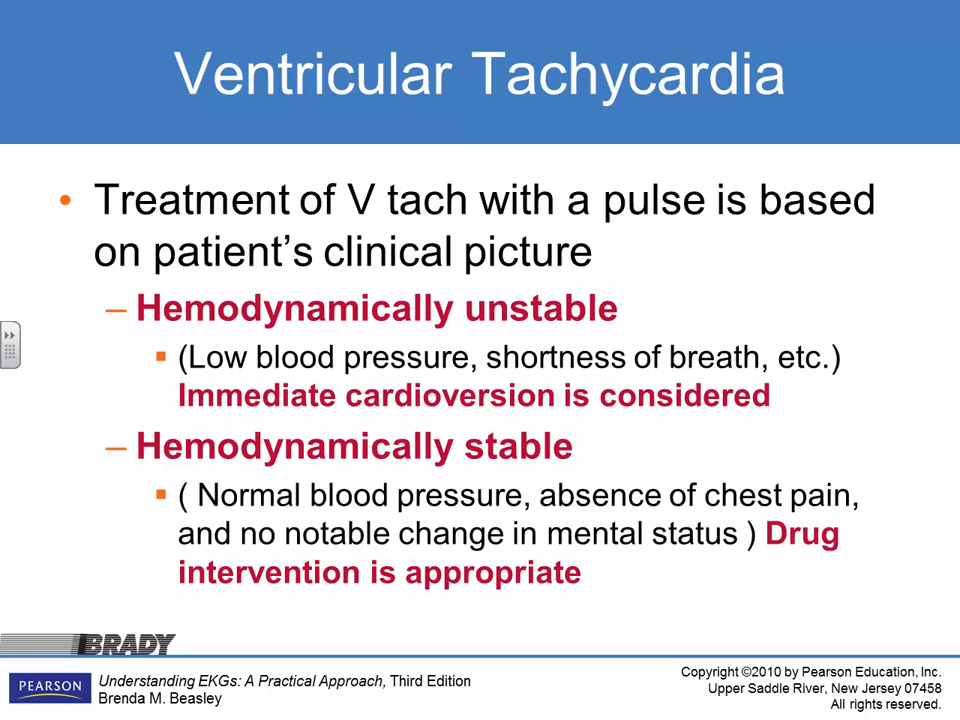 Ventricular Tachycardia
• Treatment of V tach with a pulse is based
on patient’s clinical picture
– Hemodynamically unstable
▪ (Low blood pressure, shortness of breath, etc.)
Immediate cardioversion is considered
– Hemodynamically stable
▪ ( Normal blood pressure, absence of chest pain,
and no notable change in mental status ) Drug
intervention is appropriate
BRADY
PEARSON
Understanding EKGs: A Practical Approach, Third Edition
Brenda M. Beasley
Copyright ©2010 by Pearson Education, Inc.
Upper Saddle River, New Jersey 07458
All rights reserved.